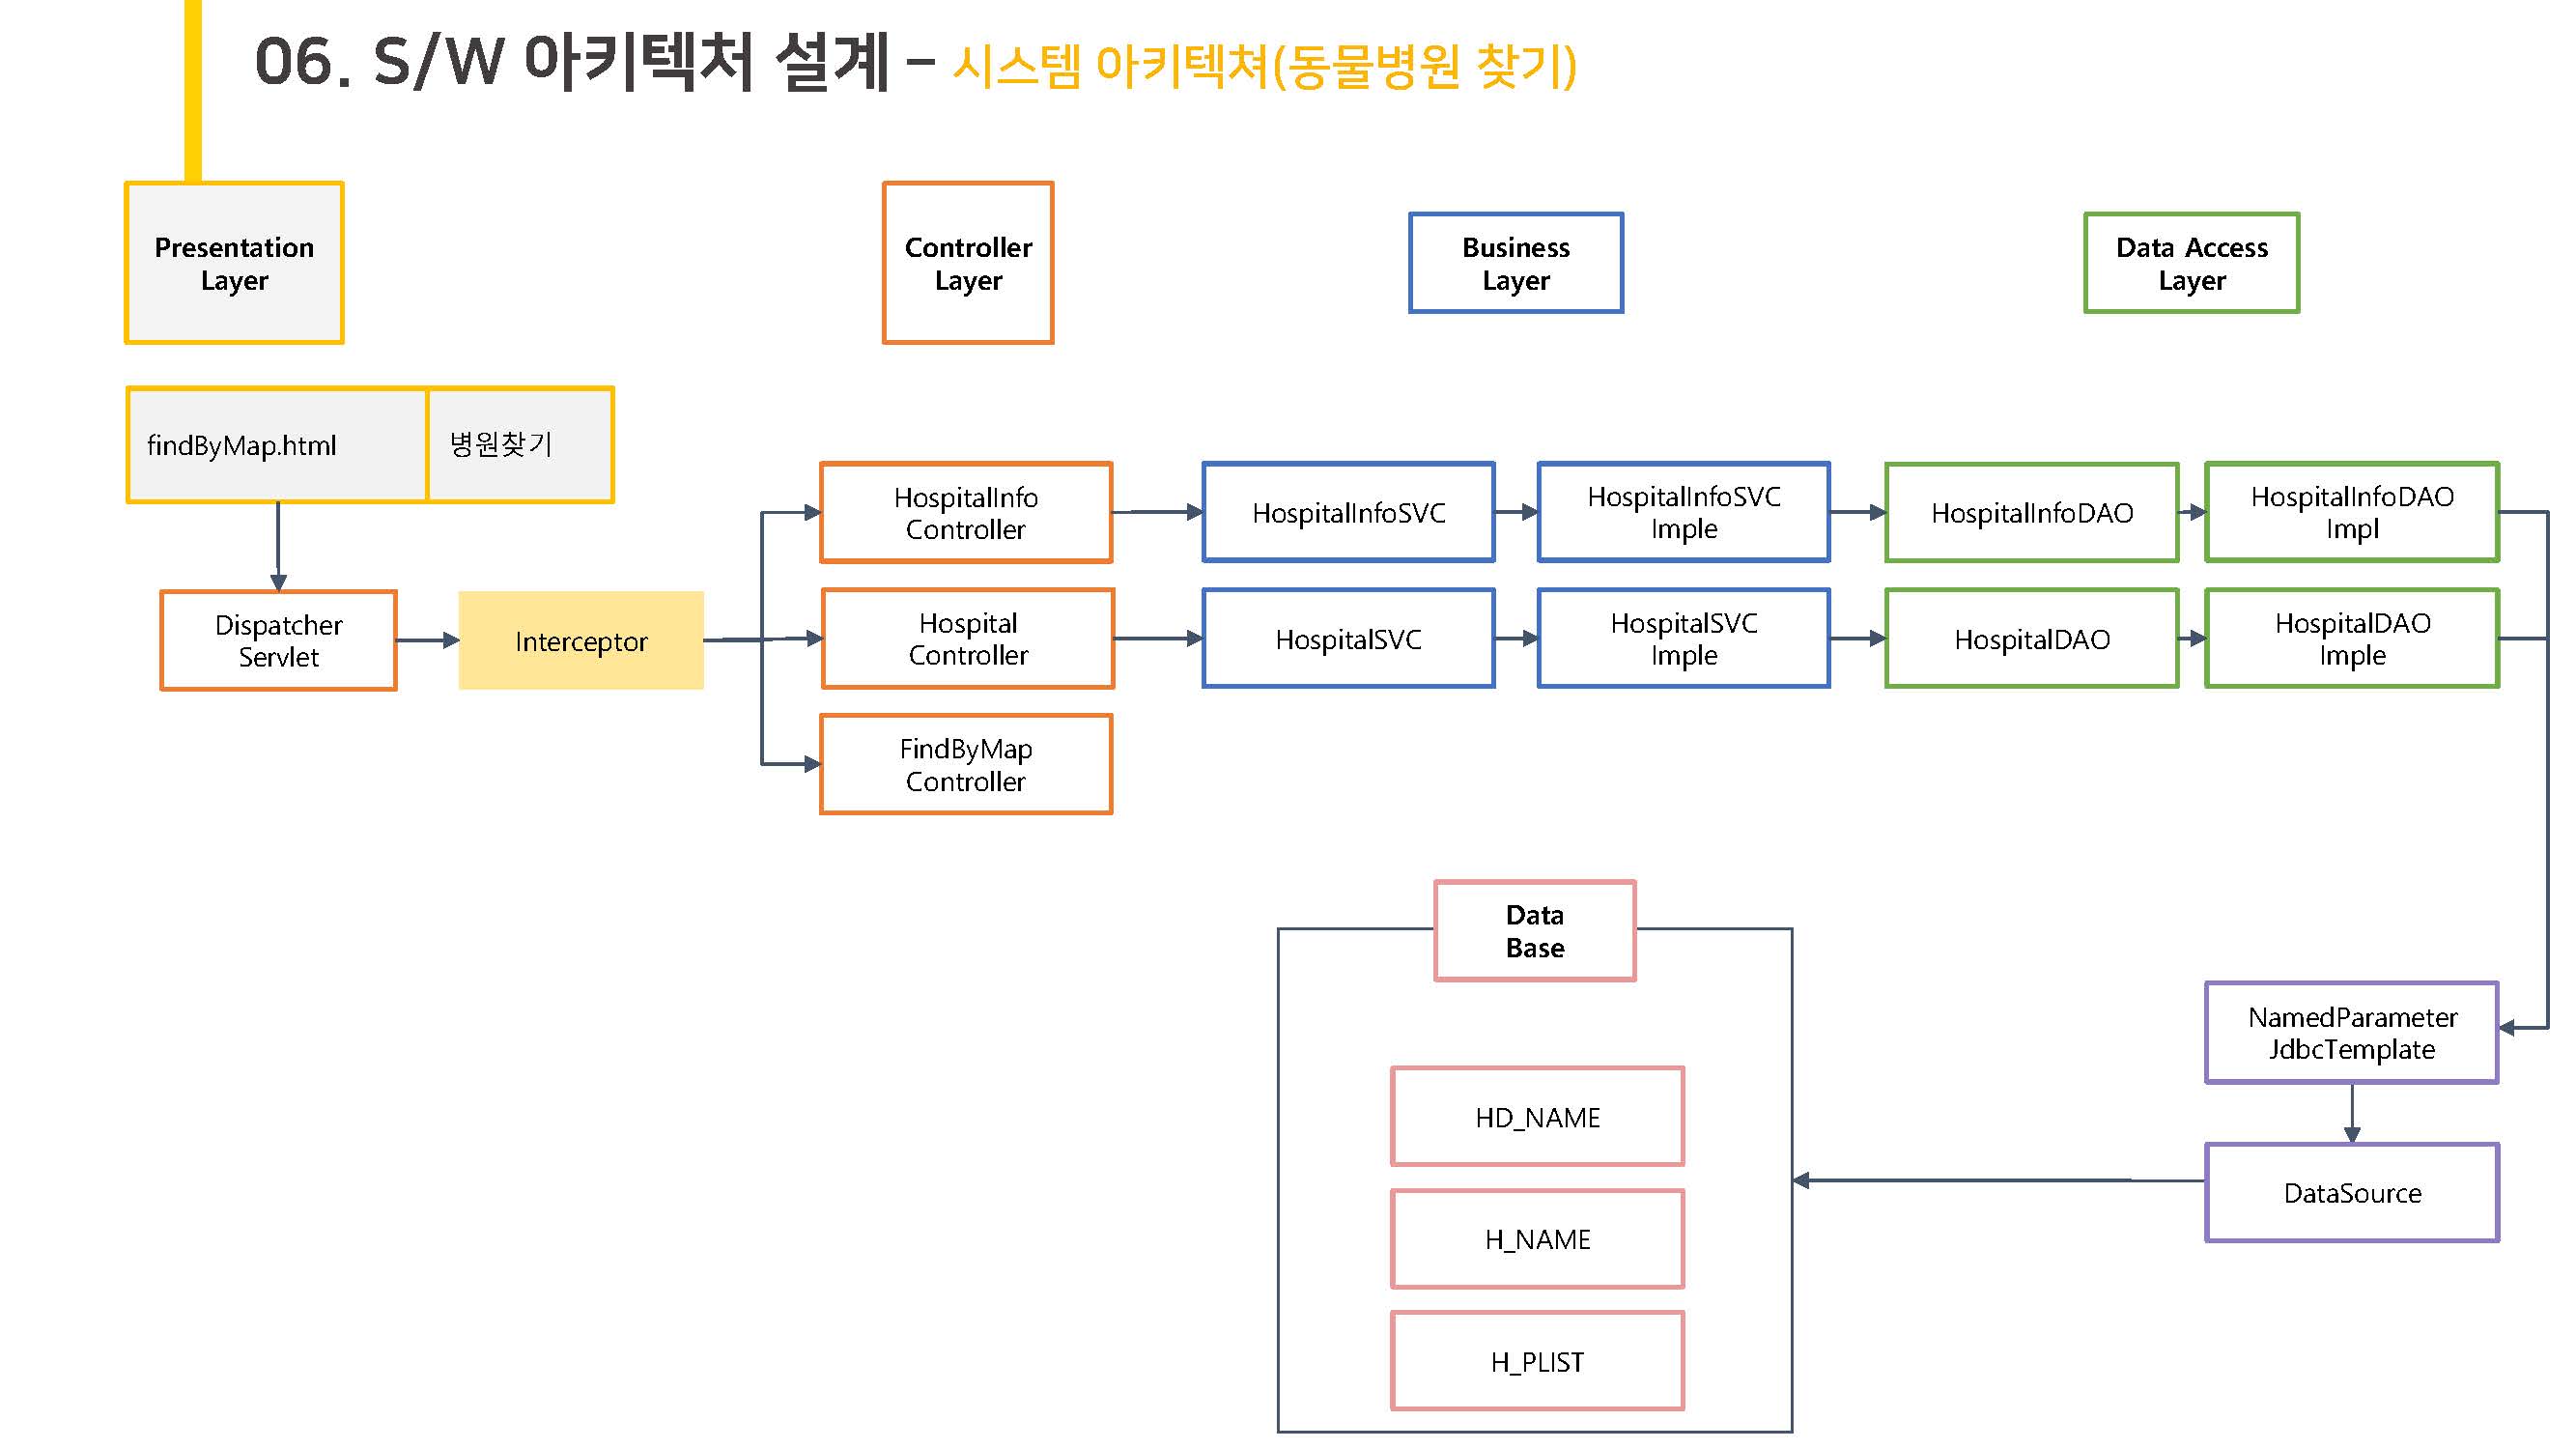 06. S/W 아키텍처 설계 – 시스템 아키텍쳐(동물병원 찾기)
Presentation
Layer
Controller
Layer
Business
Layer
Data Access
Layer
findByMap.html
병원찾기
Dispatcher
Servlet
Interceptor
HospitalInfo
Controller
HospitalInfoSVC
HospitalInfoSVC
Imple
HospitalInfoDAO
HospitalInfoDAO
Impl
Hospital
Controller
HospitalSVC
HospitalSVC
Imple
HospitalDAO
HospitalDAO
Imple
FindByMap
Controller
Data
Base
HD_NAME
H_NAME
H_PLIST
NamedParameter
JdbcTemplate
DataSource